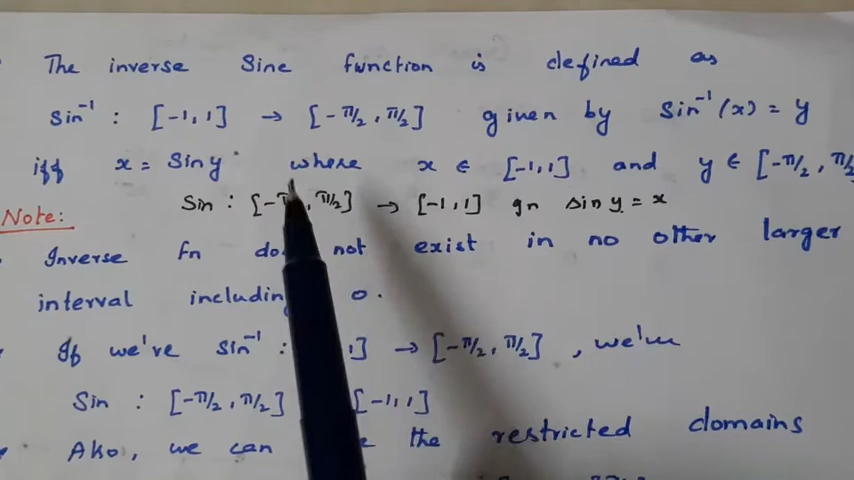 The inverse Sine function is defined as
Sin⁻¹ : [-1,1] → [-π/2, π/2] given by Sin⁻¹(x) = y
iff x = Sin y where x ∈ [-1,1] and y ∈ [-π/2, π/2
Sin : [-π , π/2] → [-1,1] gn Sin y = x
Note:
Inverse Fn not exist in no other larger
interval including 0.
If we've Sin⁻¹ : 1] → [-π/2, π/2] ,
Sin : [-π/2, π/2] [-1,1]
Also, we can the restricted domains